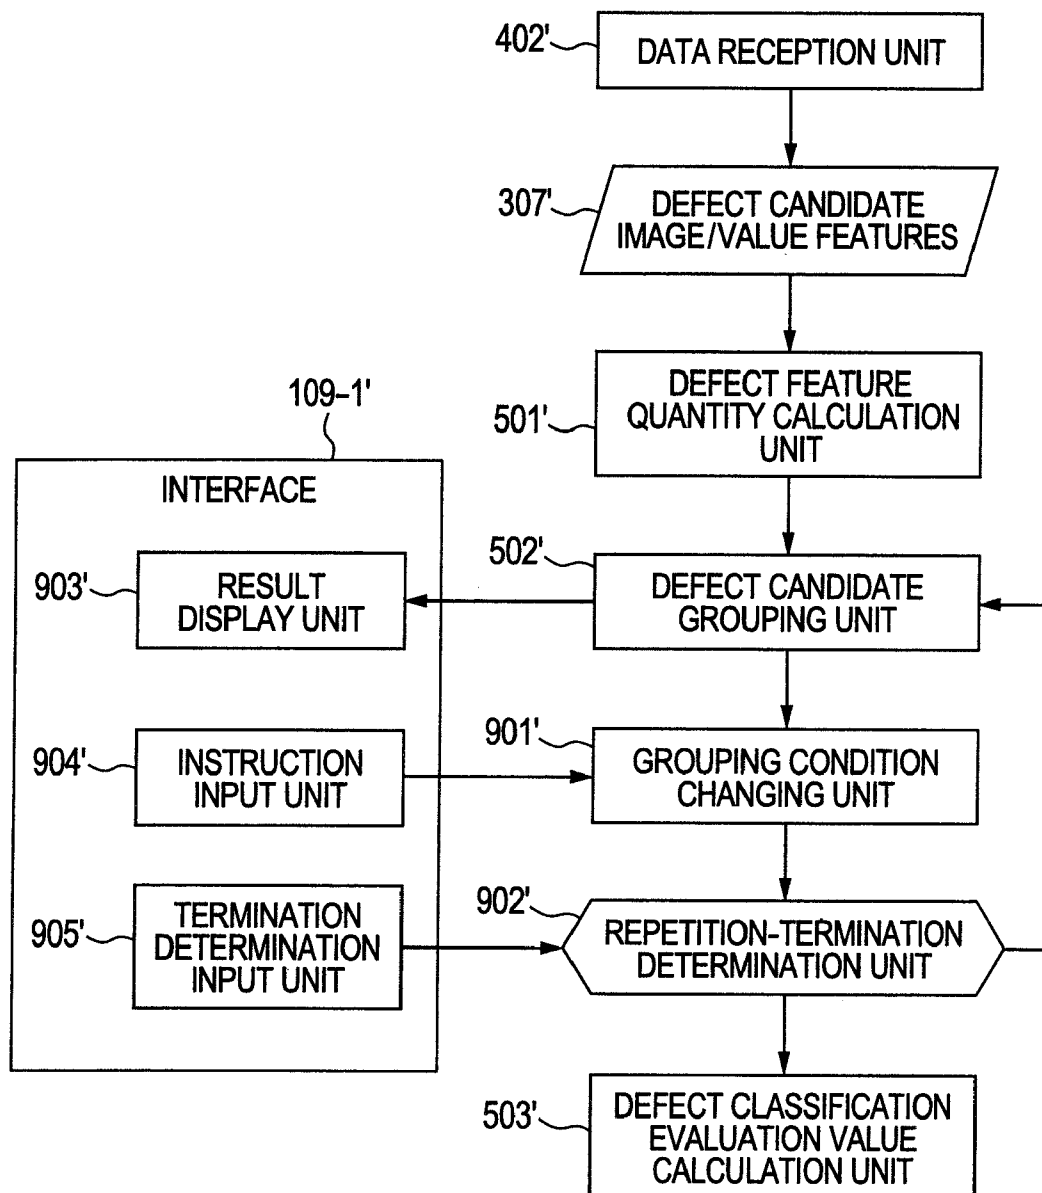 402'
DATA RECEPTION UNIT
307'
DEFECT CANDIDATE
IMAGE/VALUE FEATURES
501'
DEFECT FEATURE
QUANTITY CALCULATION
UNIT
109-1'
INTERFACE
903'
RESULT
DISPLAY UNIT
502'
DEFECT CANDIDATE
GROUPING UNIT
904'
INSTRUCTION
INPUT UNIT
901'
GROUPING CONDITION
CHANGING UNIT
905'
TERMINATION
DETERMINATION
INPUT UNIT
902'
REPETITION-TERMINATION
DETERMINATION UNIT
503'
DEFECT CLASSIFICATION
EVALUATION VALUE
CALCULATION UNIT